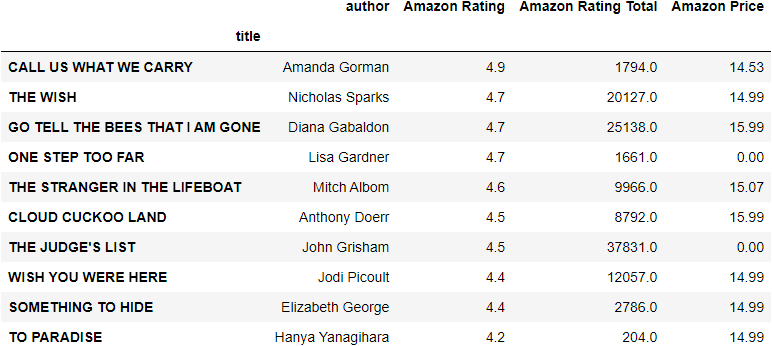 author Amazon Rating Amazon Rating Total Amazon Price
title
CALL US WHAT WE CARRY Amanda Gorman 4.9 1794.0 14.53
THE WISH Nicholas Sparks 4.7 20127.0 14.99
GO TELL THE BEES THAT I AM GONE Diana Gabaldon 4.7 25138.0 15.99
ONE STEP TOO FAR Lisa Gardner 4.7 1661.0 0.00
THE STRANGER IN THE LIFEBOAT Mitch Albom 4.6 9966.0 15.07
CLOUD CUCKOO LAND Anthony Doerr 4.5 8792.0 15.99
THE JUDGE'S LIST John Grisham 4.5 37831.0 0.00
WISH YOU WERE HERE Jodi Picoult 4.4 12057.0 14.99
SOMETHING TO HIDE Elizabeth George 4.4 2786.0 14.99
TO PARADISE Hanya Yanagihara 4.2 204.0 14.99